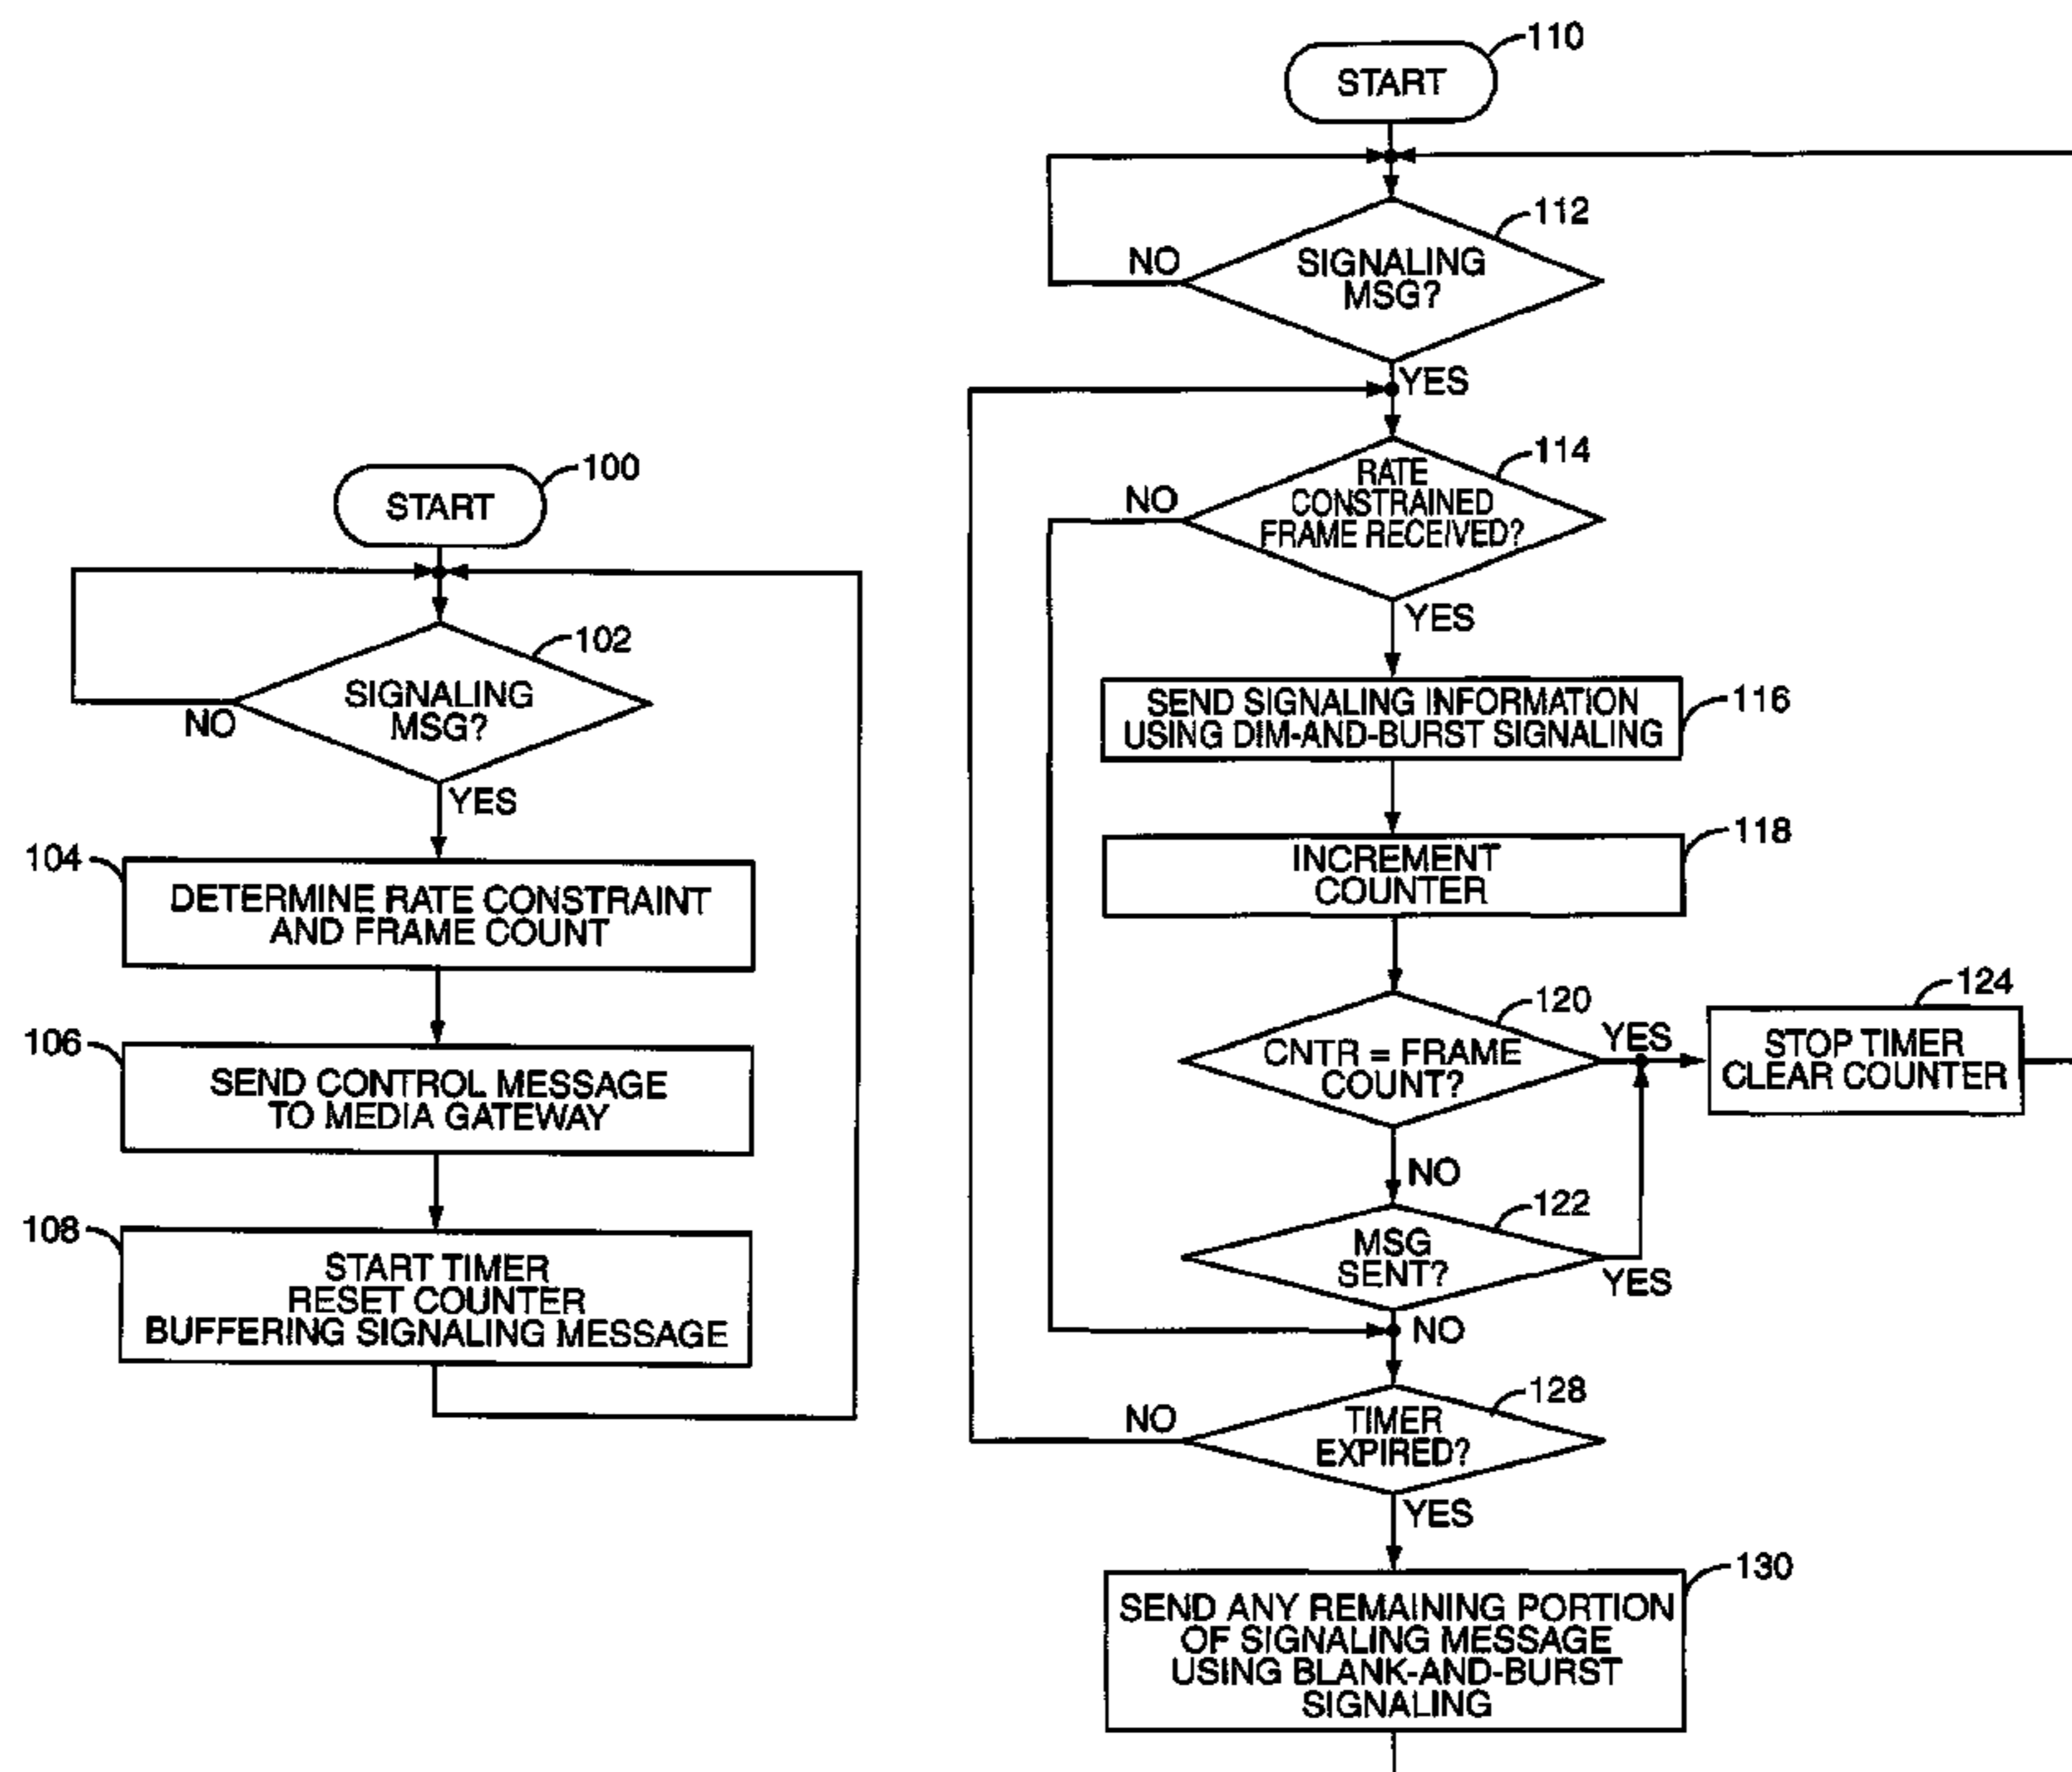 100
START
102
SIGNALING
MSG?
NO
YES
104
DETERMINE RATE CONSTRAINT
AND FRAME COUNT
106
SEND CONTROL MESSAGE
TO MEDIA GATEWAY
108
START TIMER
RESET COUNTER
BUFFERING SIGNALING MESSAGE
110
START
112
SIGNALING
MSG?
NO
YES
114
RATE
CONSTRAINED
FRAME RECEIVED?
NO
YES
116
SEND SIGNALING INFORMATION
USING DIM-AND-BURST SIGNALING
118
INCREMENT
COUNTER
120
CNTR = FRAME
COUNT?
YES
124
STOP TIMER
CLEAR COUNTER
NO
122
MSG
SENT?
YES
NO
128
TIMER
EXPIRED?
NO
YES
130
SEND ANY REMAINING PORTION
OF SIGNALING MESSAGE
USING BLANK-AND-BURST
SIGNALING